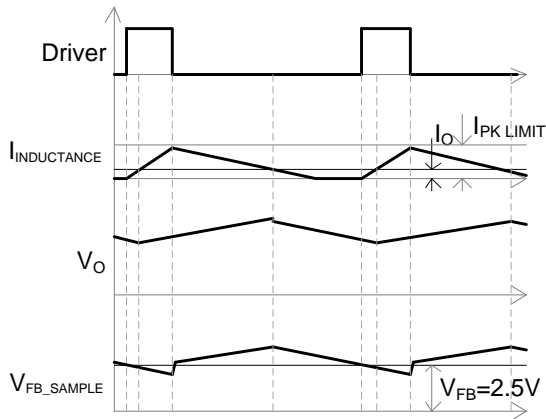 Driver
I_O
I_PK LIMIT
I_INDUCTANCE
V_O
V_FB_SAMPLE
V_FB=2.5V